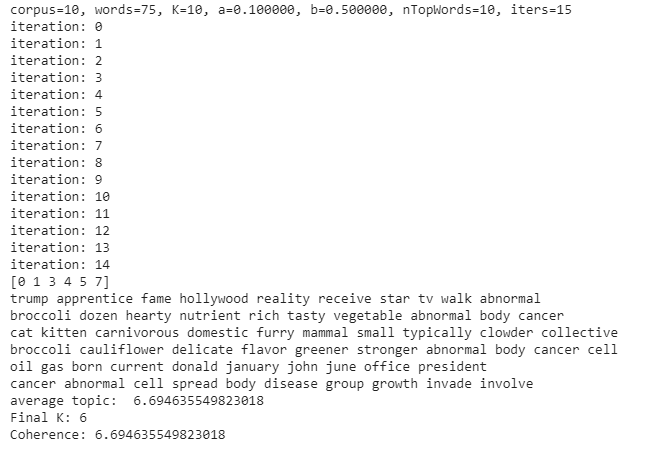 corpus=10, words=75, K=10, a=0.100000, b=0.500000, nTopWords=10, iters=15
iteration: 0
iteration: 1
iteration: 2
iteration: 3
iteration: 4
iteration: 5
iteration: 6
iteration: 7
iteration: 8
iteration: 9
iteration: 10
iteration: 11
iteration: 12
iteration: 13
iteration: 14
[0 1 3 4 5 7]
trump apprentice fame hollywood reality receive star tv walk abnormal
broccoli dozen hearty nutrient rich tasty vegetable abnormal body cancer
cat kitten carnivorous domestic furry mammal small typically clowder collective
broccoli cauliflower delicate flavor greener stronger abnormal body cancer cell
oil gas born current donald january john june office president
cancer abnormal cell spread body disease group growth invade involve
average topic:  6.694635549823018
Final K: 6
Coherence: 6.694635549823018